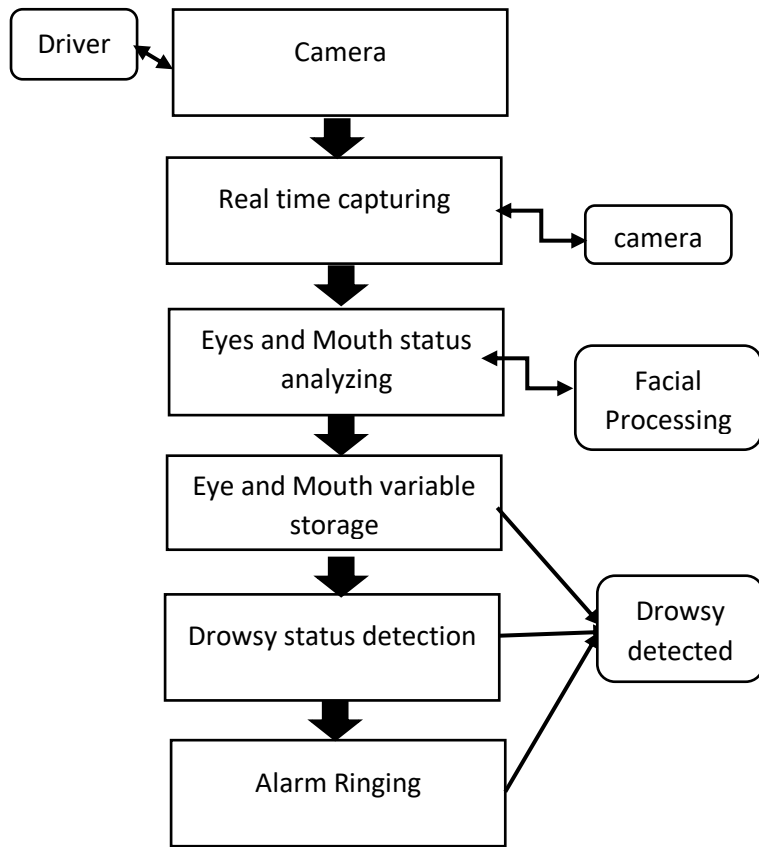 Driver
Camera
Real time capturing
camera
Eyes and Mouth status
analyzing
Facial
Processing
Eye and Mouth variable
storage
Drowsy status detection
Drowsy
detected
Alarm Ringing